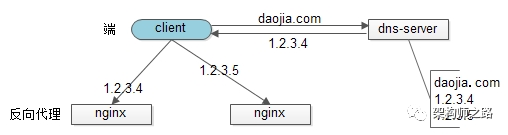 daojia.com
端
client
dns-server
1.2.3.4
1.2.3.4
1.2.3.5
daojia.com
1.2.3.4
反向代理
nginx
nginx
架构师之路